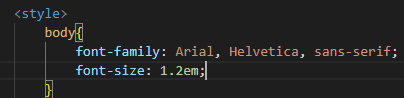 <style>
body{
font-family: Arial, Helvetica, sans-serif;
font-size: 1.2em;
}